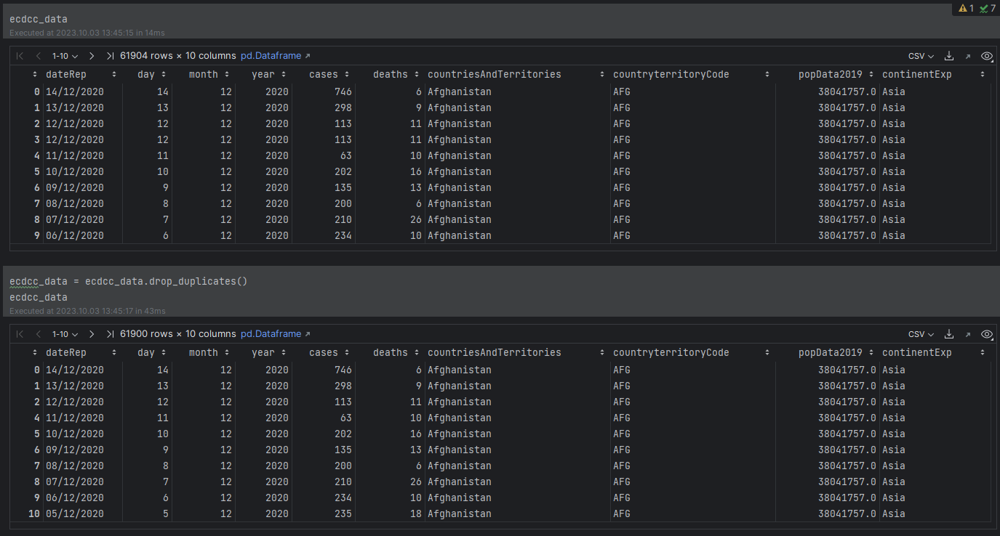 1 7
ecdcc_data
Executed at 2023.10.03 13:45:15 in 14ms
1-10 61904 rows × 10 columns pd.Dataframe CSV
dateRep day month year cases deaths countriesAndTerritories countryterritoryCode popData2019 continentExp
0 14/12/2020 14 12 2020 746 6 Afghanistan AFG 38041757.0 Asia
1 13/12/2020 13 12 2020 298 9 Afghanistan AFG 38041757.0 Asia
2 12/12/2020 12 12 2020 113 11 Afghanistan AFG 38041757.0 Asia
3 12/12/2020 12 12 2020 113 11 Afghanistan AFG 38041757.0 Asia
4 11/12/2020 11 12 2020 63 10 Afghanistan AFG 38041757.0 Asia
5 10/12/2020 10 12 2020 202 16 Afghanistan AFG 38041757.0 Asia
6 09/12/2020 9 12 2020 135 13 Afghanistan AFG 38041757.0 Asia
7 08/12/2020 8 12 2020 200 6 Afghanistan AFG 38041757.0 Asia
8 07/12/2020 7 12 2020 210 26 Afghanistan AFG 38041757.0 Asia
9 06/12/2020 6 12 2020 234 10 Afghanistan AFG 38041757.0 Asia
ecdcc_data = ecdcc_data.drop_duplicates()
ecdcc_data
Executed at 2023.10.03 13:45:17 in 43ms
1-10 61900 rows × 10 columns pd.Dataframe CSV
dateRep day month year cases deaths countriesAndTerritories countryterritoryCode popData2019 continentExp
0 14/12/2020 14 12 2020 746 6 Afghanistan AFG 38041757.0 Asia
1 13/12/2020 13 12 2020 298 9 Afghanistan AFG 38041757.0 Asia
2 12/12/2020 12 12 2020 113 11 Afghanistan AFG 38041757.0 Asia
4 11/12/2020 11 12 2020 63 10 Afghanistan AFG 38041757.0 Asia
5 10/12/2020 10 12 2020 202 16 Afghanistan AFG 38041757.0 Asia
6 09/12/2020 9 12 2020 135 13 Afghanistan AFG 38041757.0 Asia
7 08/12/2020 8 12 2020 200 6 Afghanistan AFG 38041757.0 Asia
8 07/12/2020 7 12 2020 210 26 Afghanistan AFG 38041757.0 Asia
9 06/12/2020 6 12 2020 234 10 Afghanistan AFG 38041757.0 Asia
10 05/12/2020 5 12 2020 235 18 Afghanistan AFG 38041757.0 Asia